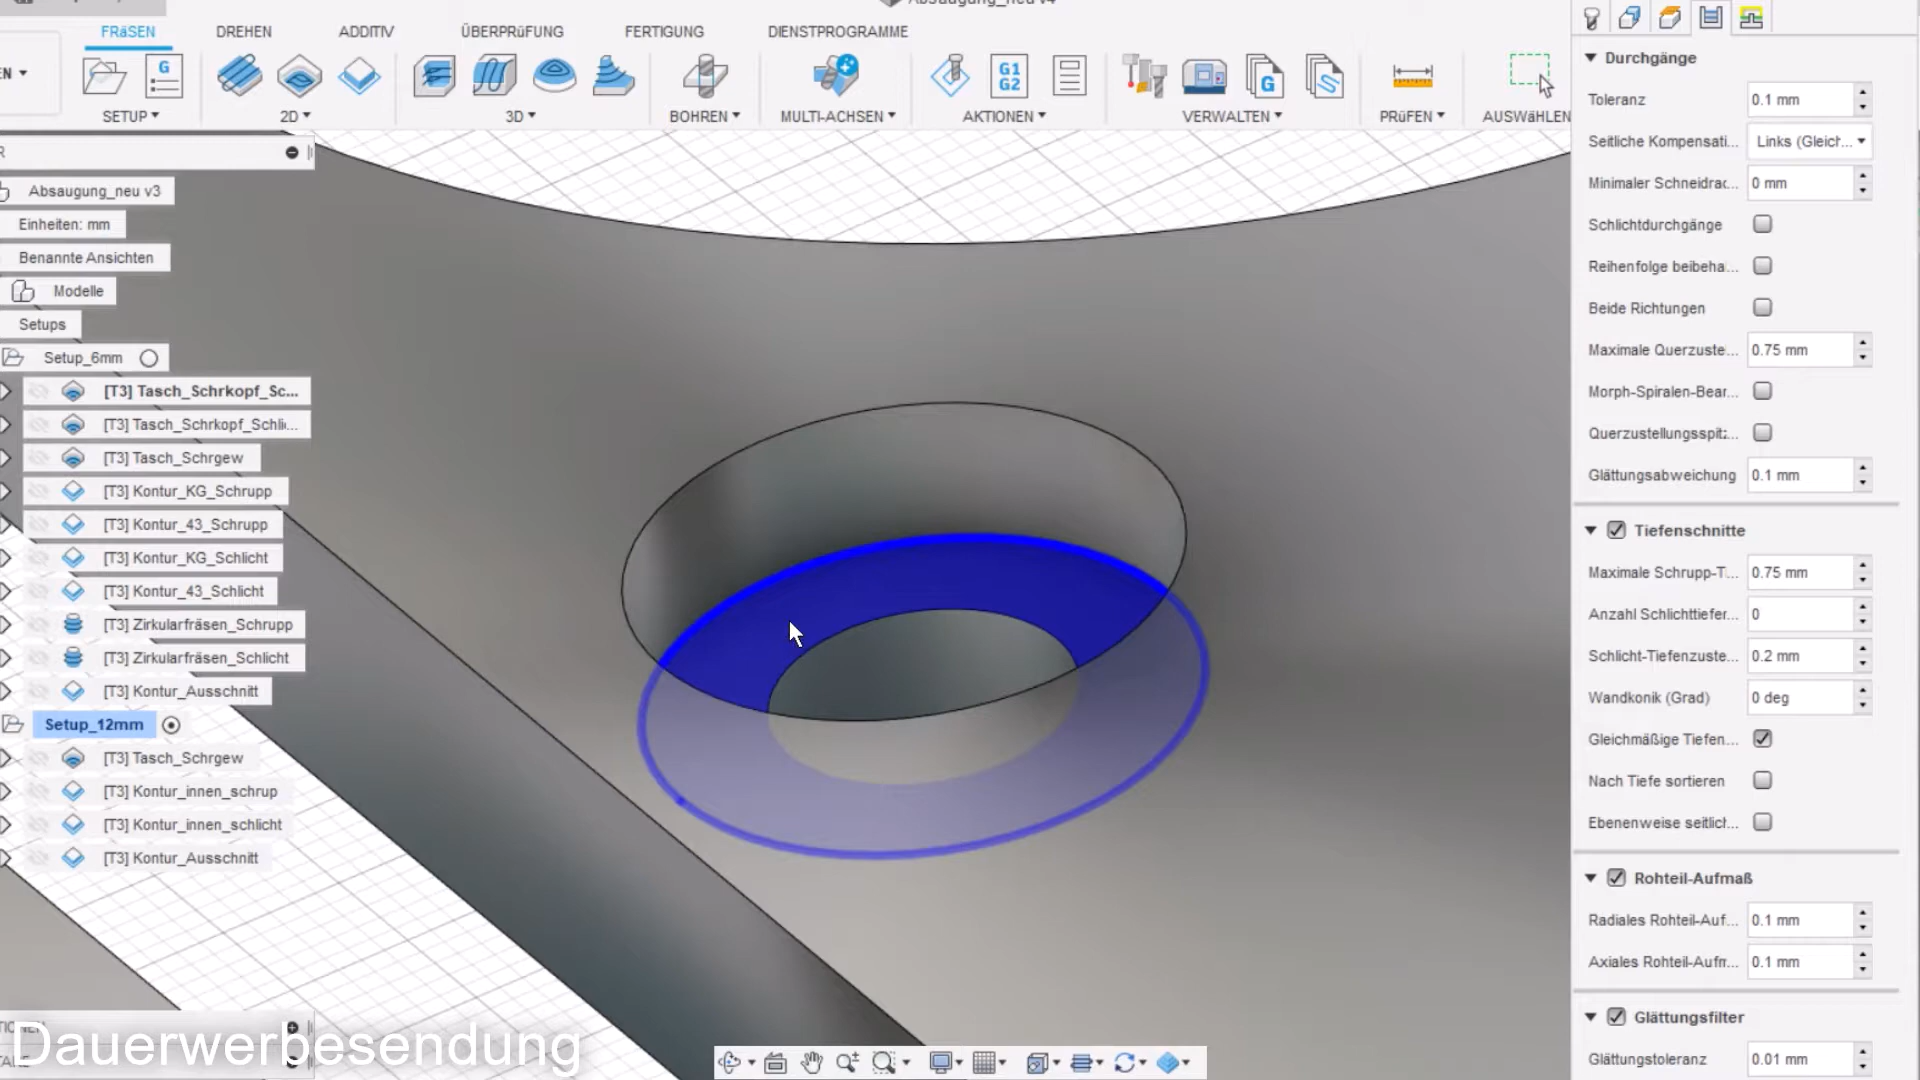 Absaugung_neu v4
FRäSEN
DREHEN
ADDITIV
ÜBERPRüFUNG
FERTIGUNG
DIENSTPROGRAMME
SETUP
2D
3D
BOHREN
MULTI-ACHSEN
AKTIONEN
VERWALTEN
PRüFEN
AUSWäHLEN
G
G1
G2
G
Absaugung_neu v3
Einheiten: mm
Benannte Ansichten
Modelle
Setups
Setup_6mm
[T3] Tasch_Schrkopf_Sc...
[T3] Tasch_Schrkopf_Schli...
[T3] Tasch_Schrgew
[T3] Kontur_KG_Schrupp
[T3] Kontur_43_Schrupp
[T3] Kontur_KG_Schlicht
[T3] Kontur_43_Schlicht
[T3] Zirkularfräsen_Schrupp
[T3] Zirkularfräsen_Schlicht
[T3] Kontur_Ausschnitt
Setup_12mm
[T3] Tasch_Schrgew
[T3] Kontur_innen_schrup
[T3] Kontur_innen_schlicht
[T3] Kontur_Ausschnitt
Dauerwerbesendung
Durchgänge
Toleranz 0.1 mm
Seitliche Kompensati... Links (Gleich...
Minimaler Schneidrac... 0 mm
Schlichtdurchgänge
Reihenfolge beibeha...
Beide Richtungen
Maximale Querzuste... 0.75 mm
Morph-Spiralen-Bear...
Querzustellungsspitz...
Glättungsabweichung 0.1 mm
Tiefenschnitte
Maximale Schrupp-T... 0.75 mm
Anzahl Schlichttiefer... 0
Schlicht-Tiefenzuste... 0.2 mm
Wandkonik (Grad) 0 deg
Gleichmäßige Tiefen...
Nach Tiefe sortieren
Ebenenweise seitlich...
Rohteil-Aufmaß
Radiales Rohteil-Auf... 0.1 mm
Axiales Rohteil-Aufm... 0.1 mm
Glättungsfilter
Glättungstoleranz 0.01 mm